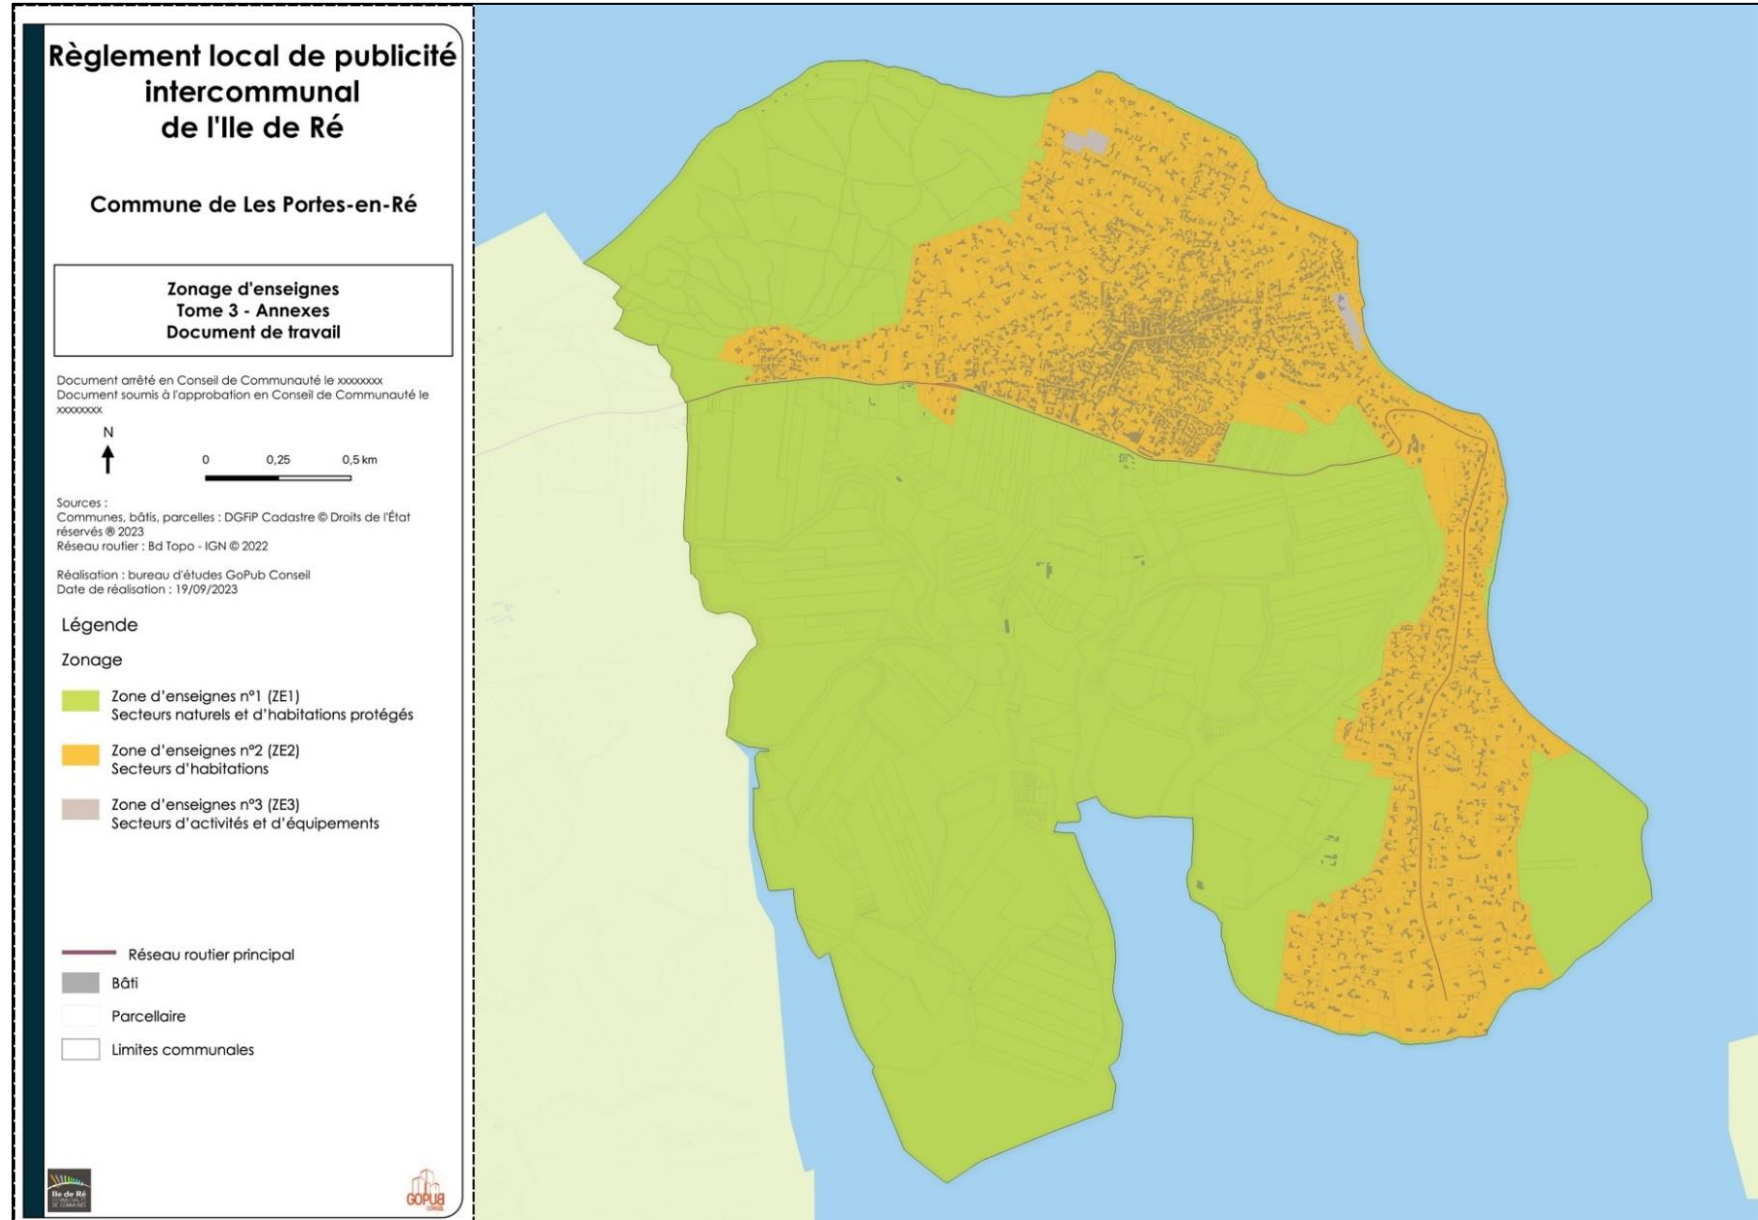 Règlement local de publicité
intercommunal
de l'Ile de Ré
Commune de Les Portes-en-Ré
Zonage d'enseignes
Tome 3 - Annexes
Document de travail
Document arrêté en Conseil de Communauté le xxxxxxxx
Document soumis à l'approbation en Conseil de Communauté le
xxxxxxxx
N
0 0,25 0,5 km
Sources :
Communes, bâtis, parcelles : DGFiP Cadastre © Droits de l'État
réservés ® 2023
Réseau routier : Bd Topo - IGN © 2022
Réalisation : bureau d'études GoPub Conseil
Date de réalisation : 19/09/2023
Légende
Zonage
Zone d'enseignes n°1 (ZE1)
Secteurs naturels et d'habitations protégés
Zone d'enseignes n°2 (ZE2)
Secteurs d'habitations
Zone d'enseignes n°3 (ZE3)
Secteurs d'activités et d'équipements
Réseau routier principal
Bâti
Parcellaire
Limites communales
Ile de Ré
GOPUB
CONSEIL